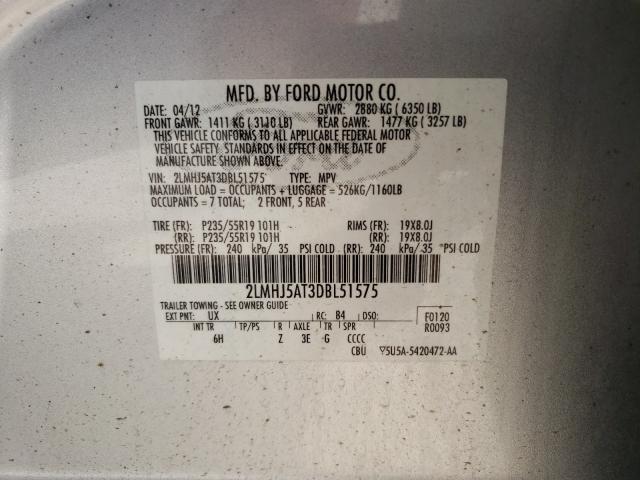 MFD. BY FORD MOTOR CO.
DATE: 04/12 GVWR: 2880 KG ( 6350 LB)
FRONT GAWR: 1411 KG ( 3110 LB) REAR GAWR: 1477 KG ( 3257 LB)
THIS VEHICLE CONFORMS TO ALL APPLICABLE FEDERAL MOTOR
VEHICLE SAFETY STANDARDS IN EFFECT ON THE DATE OF
MANUFACTURE SHOWN ABOVE.
VIN: 2LMHJ5AT3DBL51575 TYPE: MPV
MAXIMUM LOAD = OCCUPANTS + LUGGAGE = 526KG/1160LB
OCCUPANTS = 7 TOTAL; 2 FRONT, 5 REAR
TIRE (FR): P235/55R19 101H RIMS (FR): 19X8.0J
(RR): P235/55R19 101H (RR): 19X8.0J
PRESSURE (FR): 240 kPa/ 35 PSI COLD (RR): 240 kPa/ 35 PSI COLD
2LMHJ5AT3DBL51575
TRAILER TOWING - SEE OWNER GUIDE
EXT PNT: UX RC: B4 DSO: F0120
R0093
INT TR TP/PS R AXLE TR SPR
6H Z 3E G CCCC
CBU 5U5A-5420472-AA